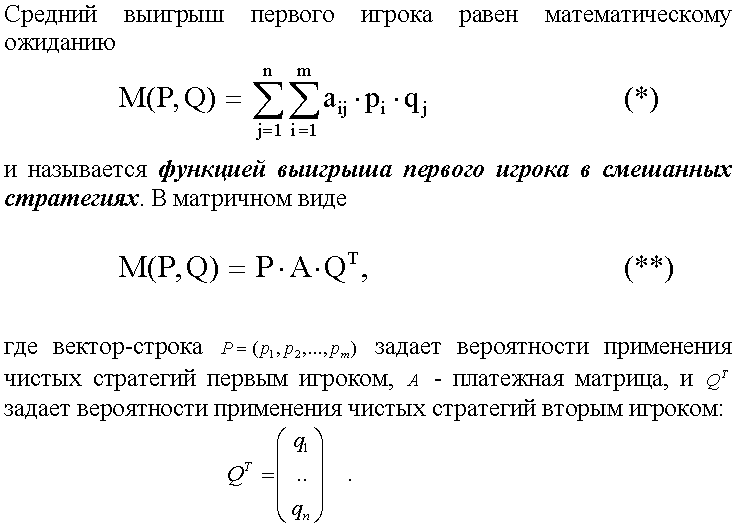 Средний выигрыш первого игрока равен математическому
ожиданию
M(P,Q) = ∑_{j=1}^{n} ∑_{i=1}^{m} a_{ij} · p_i · q_j (*)
и называется функцией выигрыша первого игрока в смешанных
стратегиях. В матричном виде
M(P,Q) = P · A · Q^T, (**)
где вектор-строка P = (p_1, p_2,..., p_m) задает вероятности применения
чистых стратегий первым игроком, A - платежная матрица, и Q^T
задает вероятности применения чистых стратегий вторым игроком:
q_1
Q^T = ( .. ) .
q_n